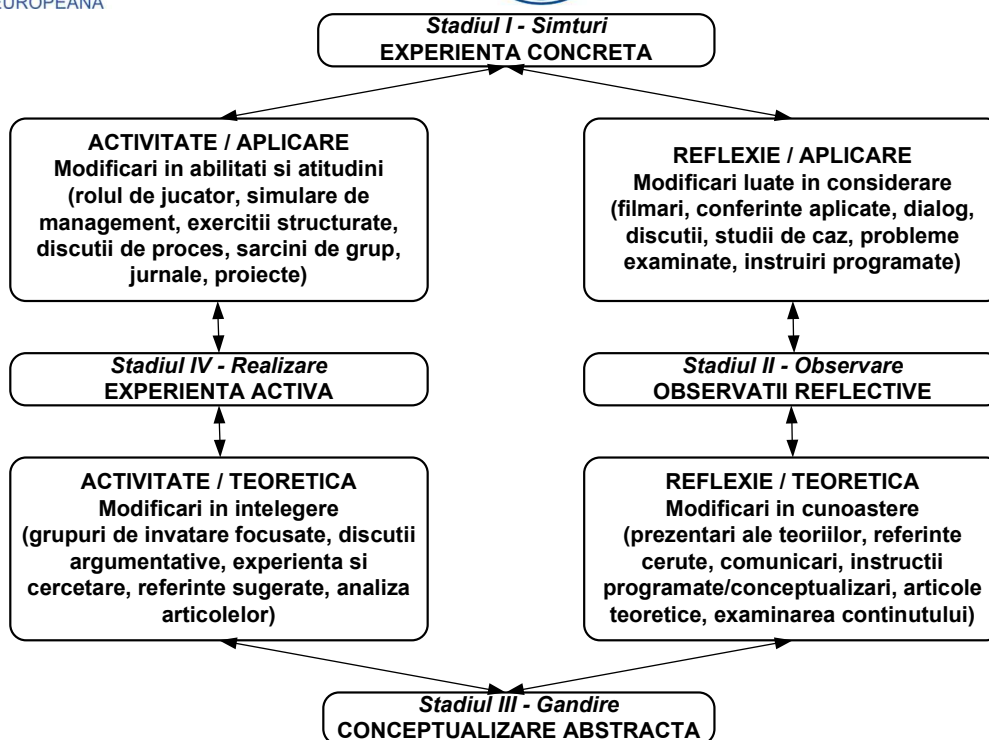 EUROPEANA
Stadiul I - Simturi
EXPERIENTA CONCRETA
ACTIVITATE / APLICARE
Modificari in abilitati si atitudini
(rolul de jucator, simulare de
management, exercitii structurate,
discutii de proces, sarcini de grup,
jurnale, proiecte)
REFLEXIE / APLICARE
Modificari luate in considerare
(filmari, conferinte aplicate, dialog,
discutii, studii de caz, probleme
examinate, instruiri programate)
Stadiul IV - Realizare
EXPERIENTA ACTIVA
Stadiul II - Observare
OBSERVATII REFLECTIVE
ACTIVITATE / TEORETICA
Modificari in intelegere
(grupuri de invatare focusate, discutii
argumentative, experienta si
cercetare, referinte sugerate, analiza
articolelor)
REFLEXIE / TEORETICA
Modificari in cunoastere
(prezentari ale teoriilor, referinte
cerute, comunicari, instructii
programate/conceptualizari, articole
teoretice, examinarea continutului)
Stadiul III - Gandire
CONCEPTUALIZARE ABSTRACTA